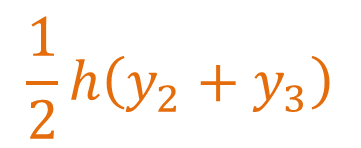 ½ h(y₂ + y₃)